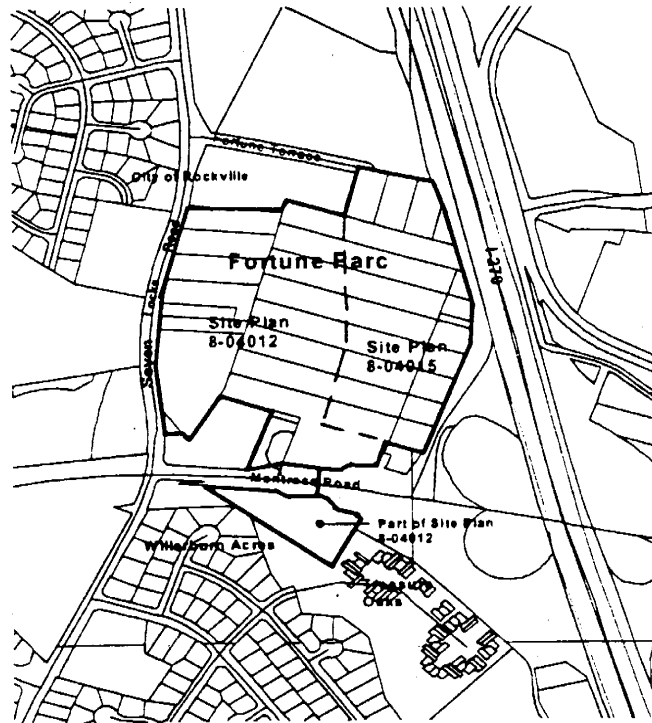 Fortune Terrace
City of Rockville
Seven Locks Road
Fortune Parc
I-270
Site Plan
8-04012
Site Plan
8-04015
Montrose Road
Part of Site Plan
8-04012
Willerburn Acres
Treasure
Oaks